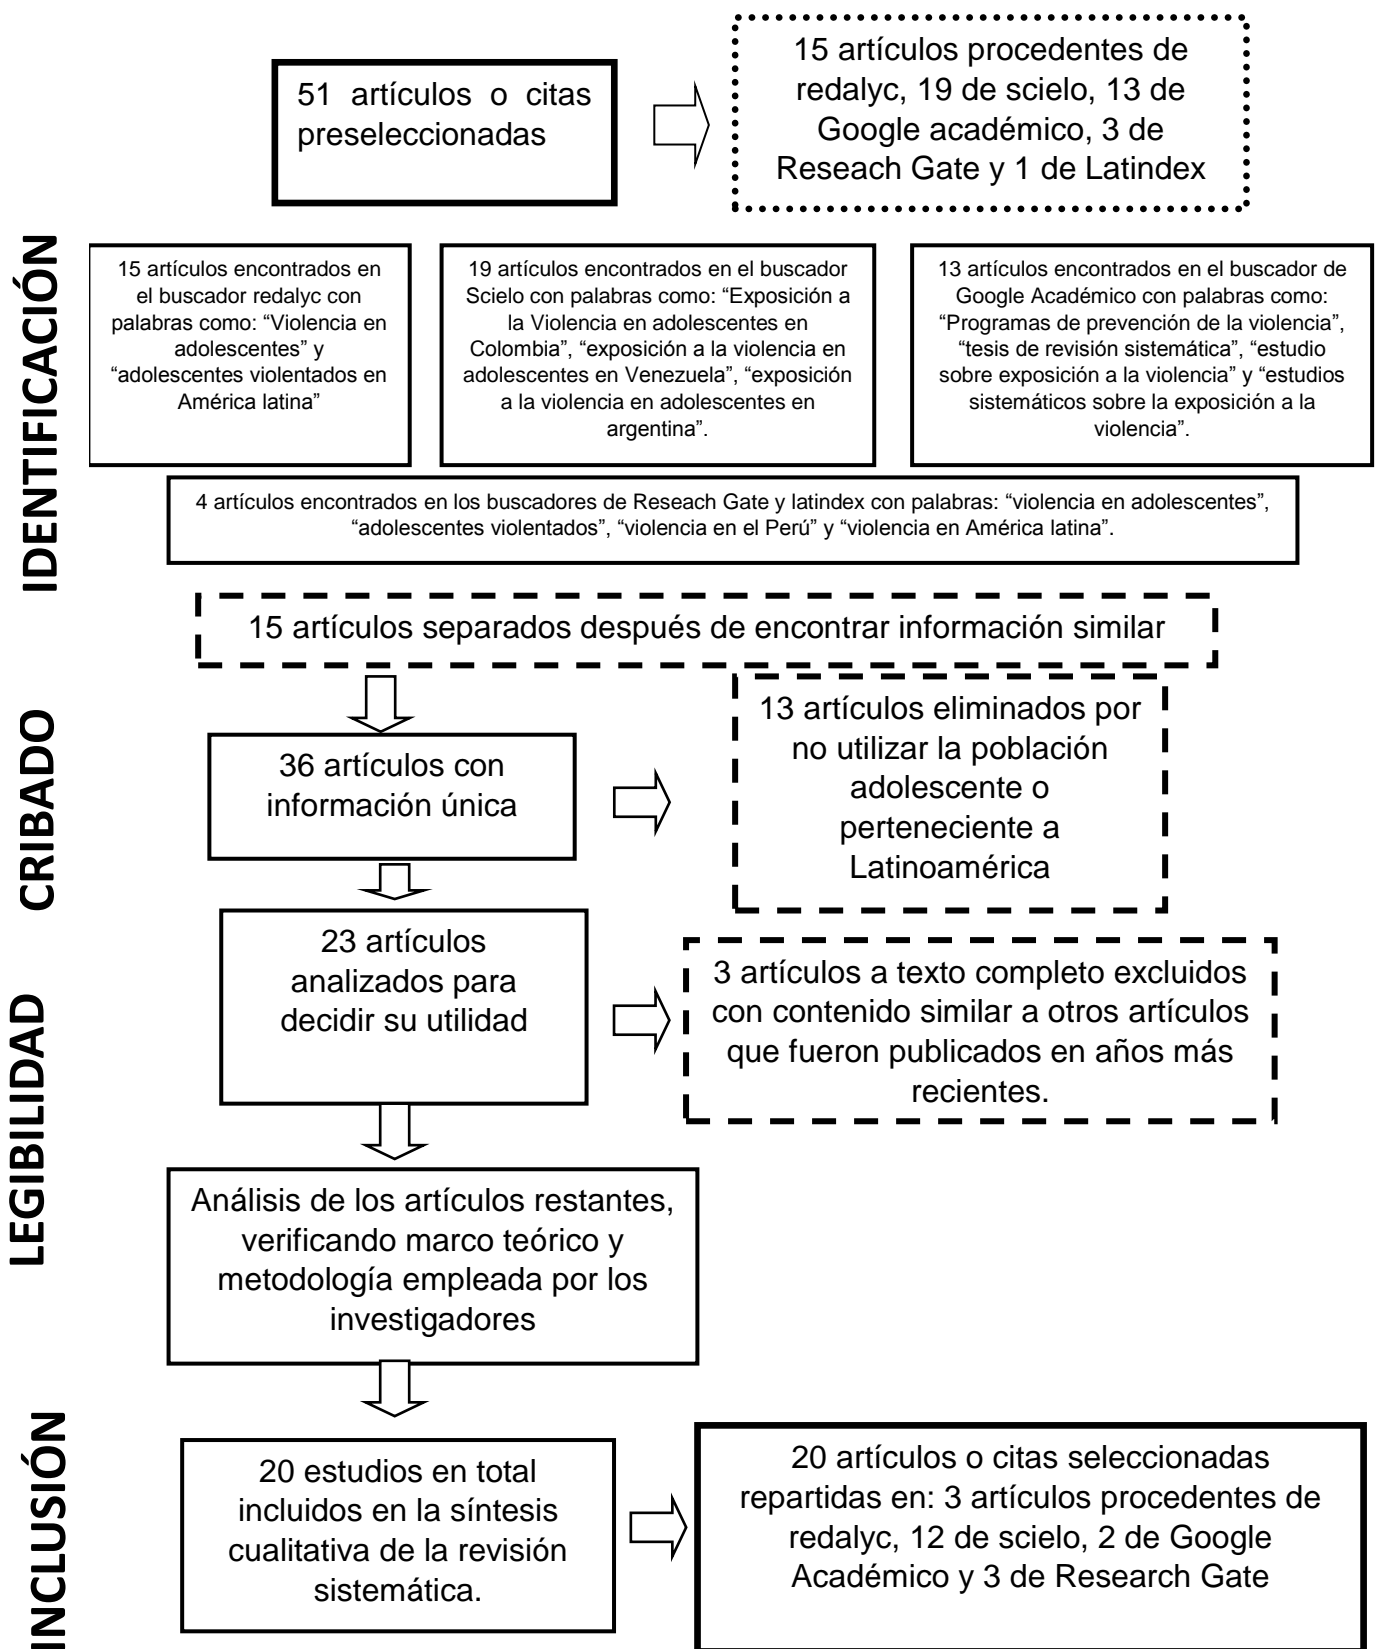 51 artículos o citas
preseleccionadas
15 artículos procedentes de
redalyc, 19 de scielo, 13 de
Google académico, 3 de
Reseach Gate y 1 de Latindex
IDENTIFICACIÓN
15 artículos encontrados en
el buscador redalyc con
palabras como: “Violencia en
adolescentes” y
“adolescentes violentados en
América latina”
19 artículos encontrados en el buscador
Scielo con palabras como: “Exposición a
la Violencia en adolescentes en
Colombia”, “exposición a la violencia en
adolescentes en Venezuela”, “exposición
a la violencia en adolescentes en
argentina”.
13 artículos encontrados en el buscador de
Google Académico con palabras como:
“Programas de prevención de la violencia”,
“tesis de revisión sistemática”, “estudio
sobre exposición a la violencia” y “estudios
sistemáticos sobre la exposición a la
violencia”.
4 artículos encontrados en los buscadores de Reseach Gate y latindex con palabras: “violencia en adolescentes”,
“adolescentes violentados”, “violencia en el Perú” y “violencia en América latina”.
15 artículos separados después de encontrar información similar
CRIBADO
36 artículos con
información única
13 artículos eliminados por
no utilizar la población
adolescente o
perteneciente a
Latinoamérica
LEGIBILIDAD
23 artículos
analizados para
decidir su utilidad
3 artículos a texto completo excluidos
con contenido similar a otros artículos
que fueron publicados en años más
recientes.
Análisis de los artículos restantes,
verificando marco teórico y
metodología empleada por los
investigadores
INCLUSIÓN
20 estudios en total
incluidos en la síntesis
cualitativa de la revisión
sistemática.
20 artículos o citas seleccionadas
repartidas en: 3 artículos procedentes de
redalyc, 12 de scielo, 2 de Google
Académico y 3 de Research Gate